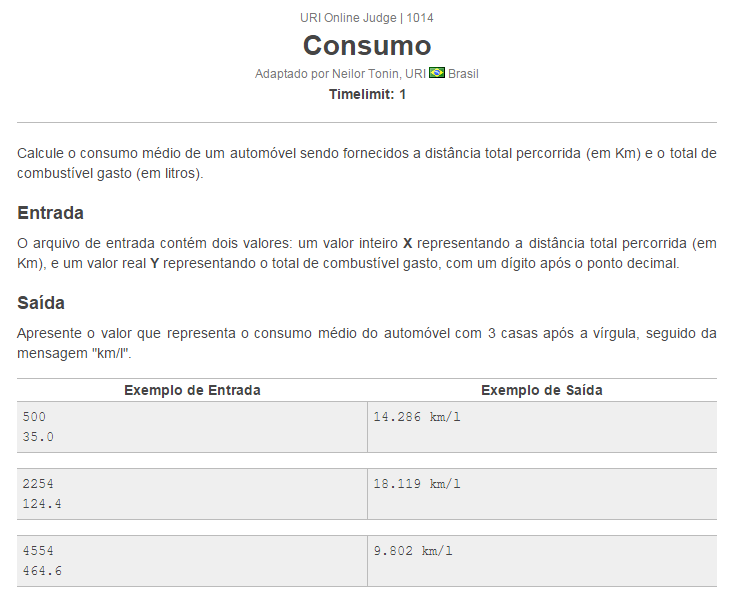 URI Online Judge | 1014
Consumo
Adaptado por Neilor Tonin, URI Brasil
Timelimit: 1
Calcule o consumo médio de um automóvel sendo fornecidos a distância total percorrida (em Km) e o total de
combustível gasto (em litros).
Entrada
O arquivo de entrada contém dois valores: um valor inteiro X representando a distância total percorrida (em
Km), e um valor real Y representando o total de combustível gasto, com um dígito após o ponto decimal.
Saída
Apresente o valor que representa o consumo médio do automóvel com 3 casas após a vírgula, seguido da
mensagem "km/l".
Exemplo de Entrada Exemplo de Saída
500 14.286 km/l
35.0
2254 18.119 km/l
124.4
4554 9.802 km/l
464.6